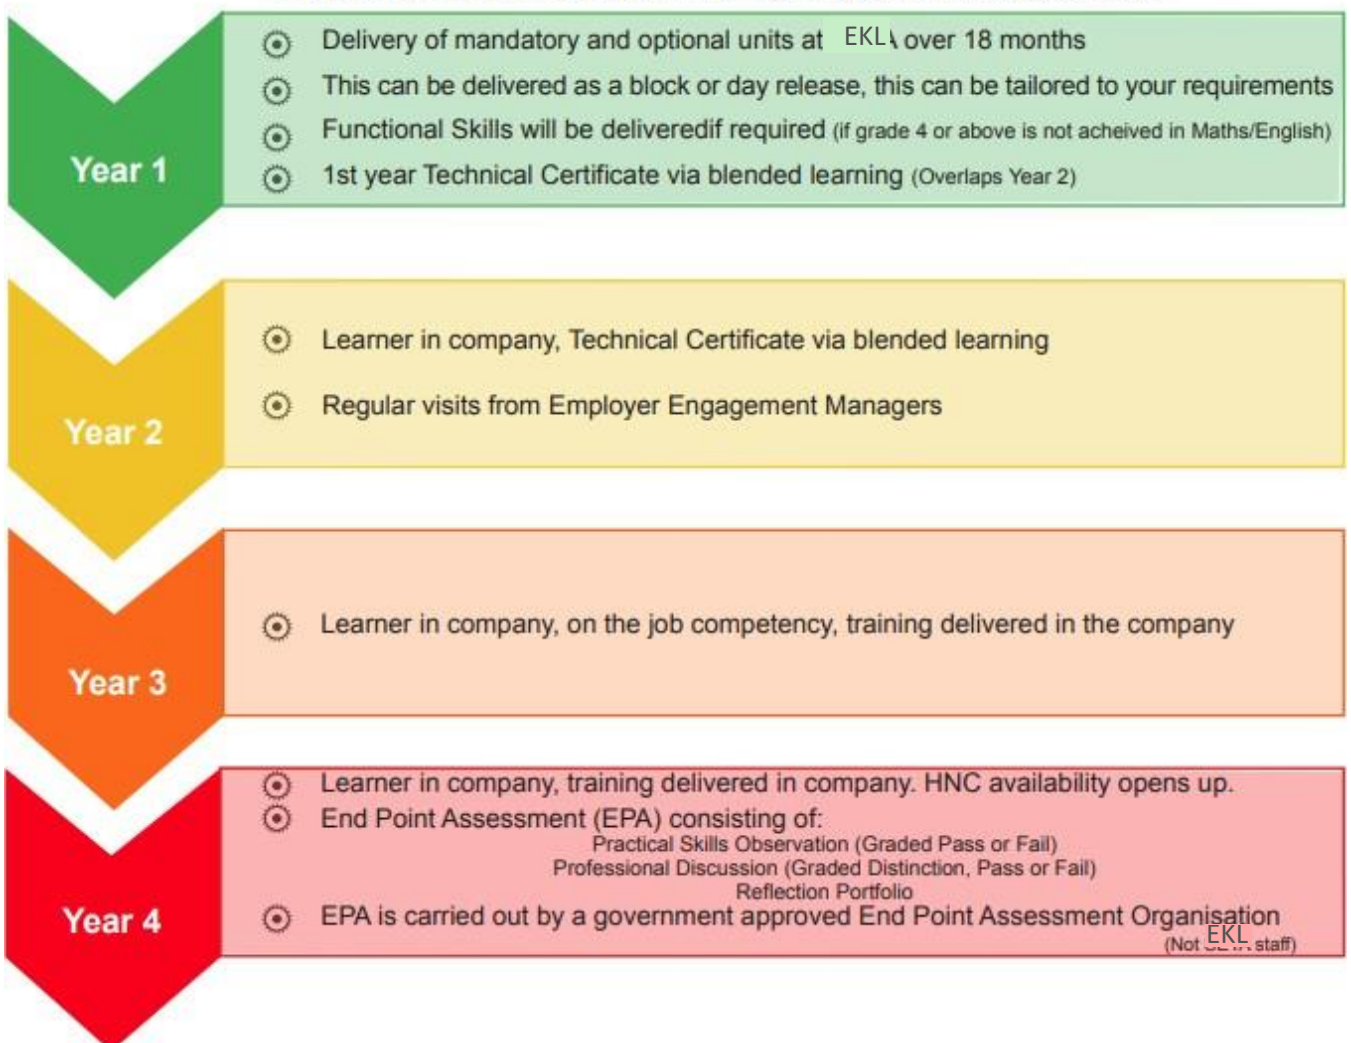 Year 1
Delivery of mandatory and optional units at EKL over 18 months
This can be delivered as a block or day release, this can be tailored to your requirements
Functional Skills will be deliveredif required (if grade 4 or above is not acheived in Maths/English)
1st year Technical Certificate via blended learning (Overlaps Year 2)
Year 2
Learner in company, Technical Certificate via blended learning
Regular visits from Employer Engagement Managers
Year 3
Learner in company, on the job competency, training delivered in the company
Year 4
Learner in company, training delivered in company. HNC availability opens up.
End Point Assessment (EPA) consisting of:
Practical Skills Observation (Graded Pass or Fail)
Professional Discussion (Graded Distinction, Pass or Fail)
Reflection Portfolio
EPA is carried out by a government approved End Point Assessment Organisation
(Not EKL staff)